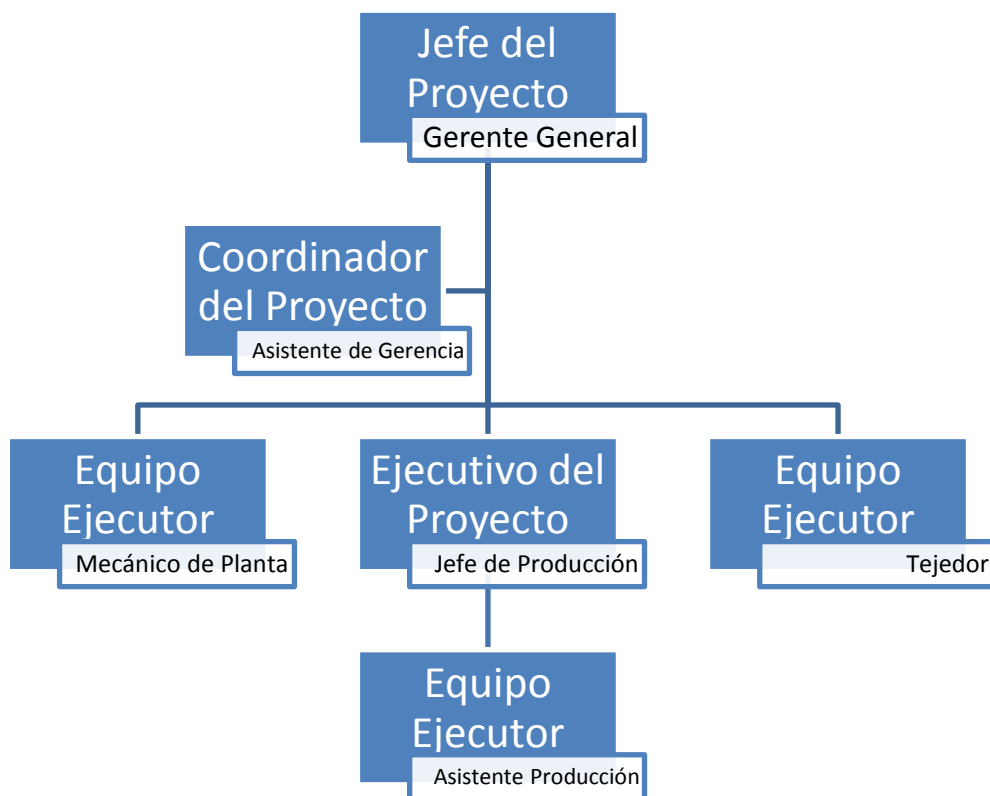 Jefe del
Proyecto
Gerente General
Coordinador
del Proyecto
Asistente de Gerencia
Equipo
Ejecutor
Mecánico de Planta
Ejecutivo del
Proyecto
Jefe de Producción
Equipo
Ejecutor
Tejedor
Equipo
Ejecutor
Asistente Producción